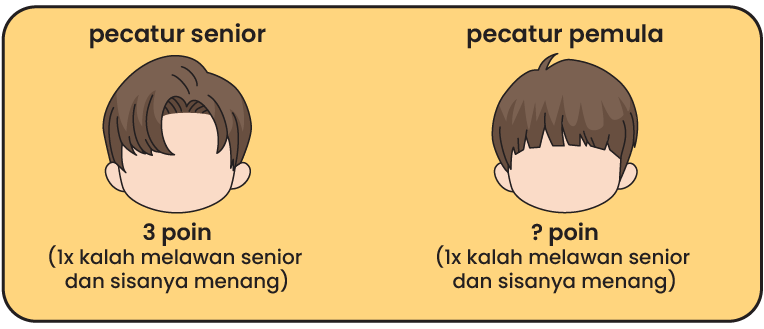 pecatur senior
3 poin
(1x kalah melawan senior
dan sisanya menang)
pecatur pemula
? poin
(1x kalah melawan senior
dan sisanya menang)